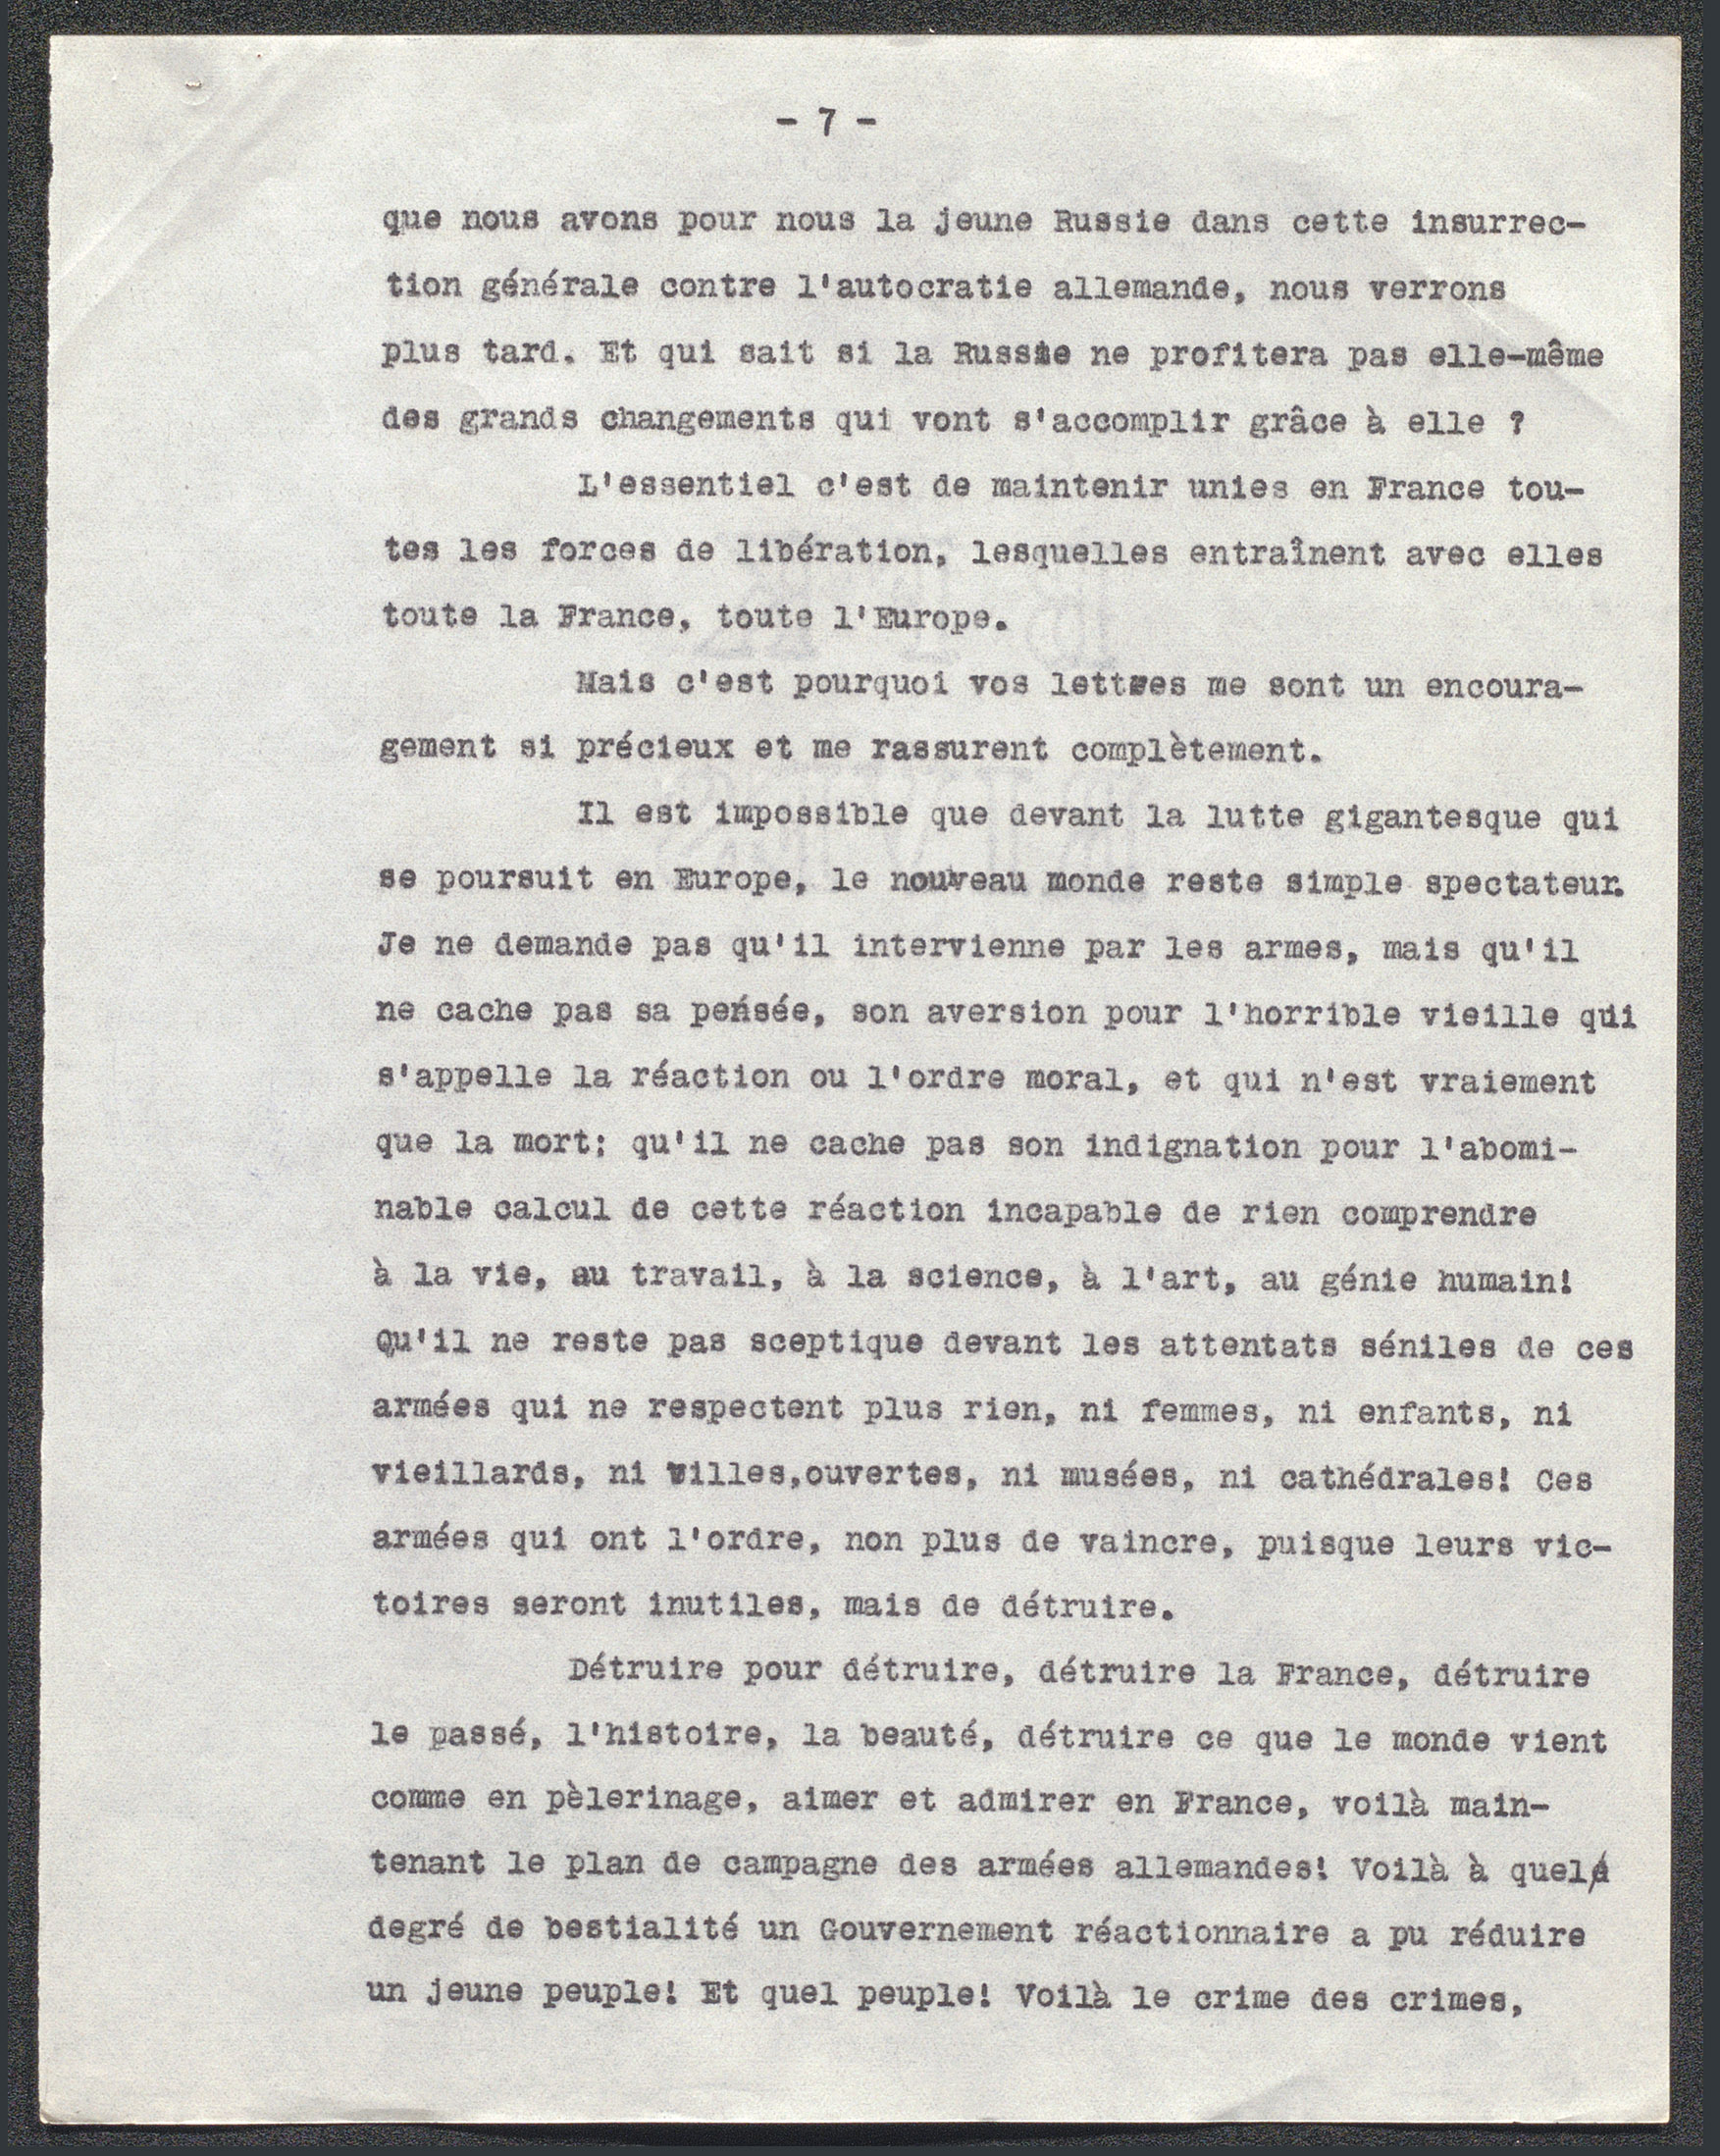 - 7 -
que nous avons pour nous la jeune Russie dans cette insurrec-
tion générale contre l'autocratie allemande, nous verrons
plus tard. Et qui sait si la Russie ne profitera pas elle-même
des grands changements qui vont s'accomplir grâce à elle ?
L'essentiel c'est de maintenir unies en France tou-
tes les forces de libération, lesquelles entraînent avec elles
toute la France, toute l'Europe.
Mais c'est pourquoi vos lettres me sont un encoura-
gement si précieux et me rassurent complètement.
Il est impossible que devant la lutte gigantesque qui
se poursuit en Europe, le nouveau monde reste simple spectateur.
Je ne demande pas qu'il intervienne par les armes, mais qu'il
ne cache pas sa pensée, son aversion pour l'horrible vieille qui
s'appelle la réaction ou l'ordre moral, et qui n'est vraiement
que la mort; qu'il ne cache pas son indignation pour l'abomi-
nable calcul de cette réaction incapable de rien comprendre
à la vie, au travail, à la science, à l'art, au génie humain!
Qu'il ne reste pas sceptique devant les attentats séniles de ces
armées qui ne respectent plus rien, ni femmes, ni enfants, ni
vieillards, ni villes,ouvertes, ni musées, ni cathédrales! Ces
armées qui ont l'ordre, non plus de vaincre, puisque leurs vic-
toires seront inutiles, mais de détruire.
Détruire pour détruire, détruire la France, détruire
le passé, l'histoire, la beauté, détruire ce que le monde vient
comme en pèlerinage, aimer et admirer en France, voilà main-
tenant le plan de campagne des armées allemandes! Voilà à quel
degré de bestialité un Gouvernement réactionnaire a pu réduire
un jeune peuple! Et quel peuple! Voilà le crime des crimes,